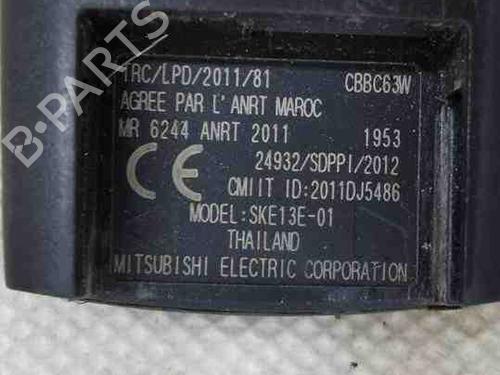 TRC/LPD/2011/81 CBBC63W
AGREE PAR L'ANRT MAROC
MR 6244 ANRT 2011 1953
24932/SDPPI/2012
CE CMIIT ID:2011DJ5486
MODEL:SKE13E-01
THAILAND
MITSUBISHI ELECTRIC CORPORATION
B-PARTS